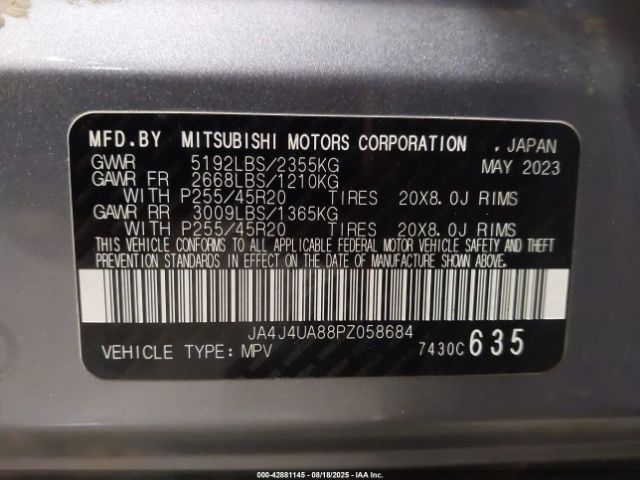 MFD.BY MITSUBISHI MOTORS CORPORATION . JAPAN
GVWR 5192LBS/2355KG MAY 2023
GAWR FR 2668LBS/1210KG
WITH P255/45R20 TIRES 20X8.0J RIMS
GAWR RR 3009LBS/1365KG
WITH P255/45R20 TIRES 20X8.0J RIMS
THIS VEHICLE CONFORMS TO ALL APPLICABLE FEDERAL MOTOR VEHICLE SAFETY AND THEFT
PREVENTION STANDARDS IN EFFECT ON THE DATE OF MANUFACTURE SHOWN ABOVE.
JA4J4UA88PZ058684
VEHICLE TYPE: MPV 7430C 635
000-42881145 - 08/18/2025 - IAA Corp.